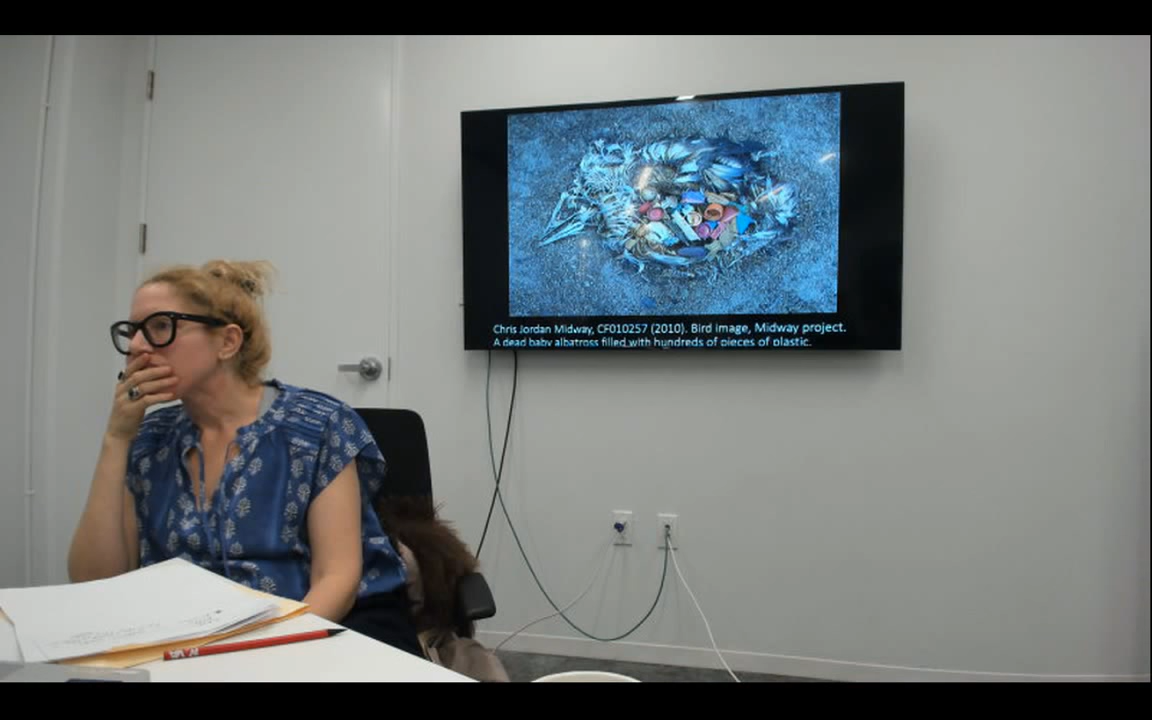 Chris Jordan Midway, CF010257 (2010). Bird image, Midway project.
A dead baby albatross filled with hundreds of pieces of plastic.